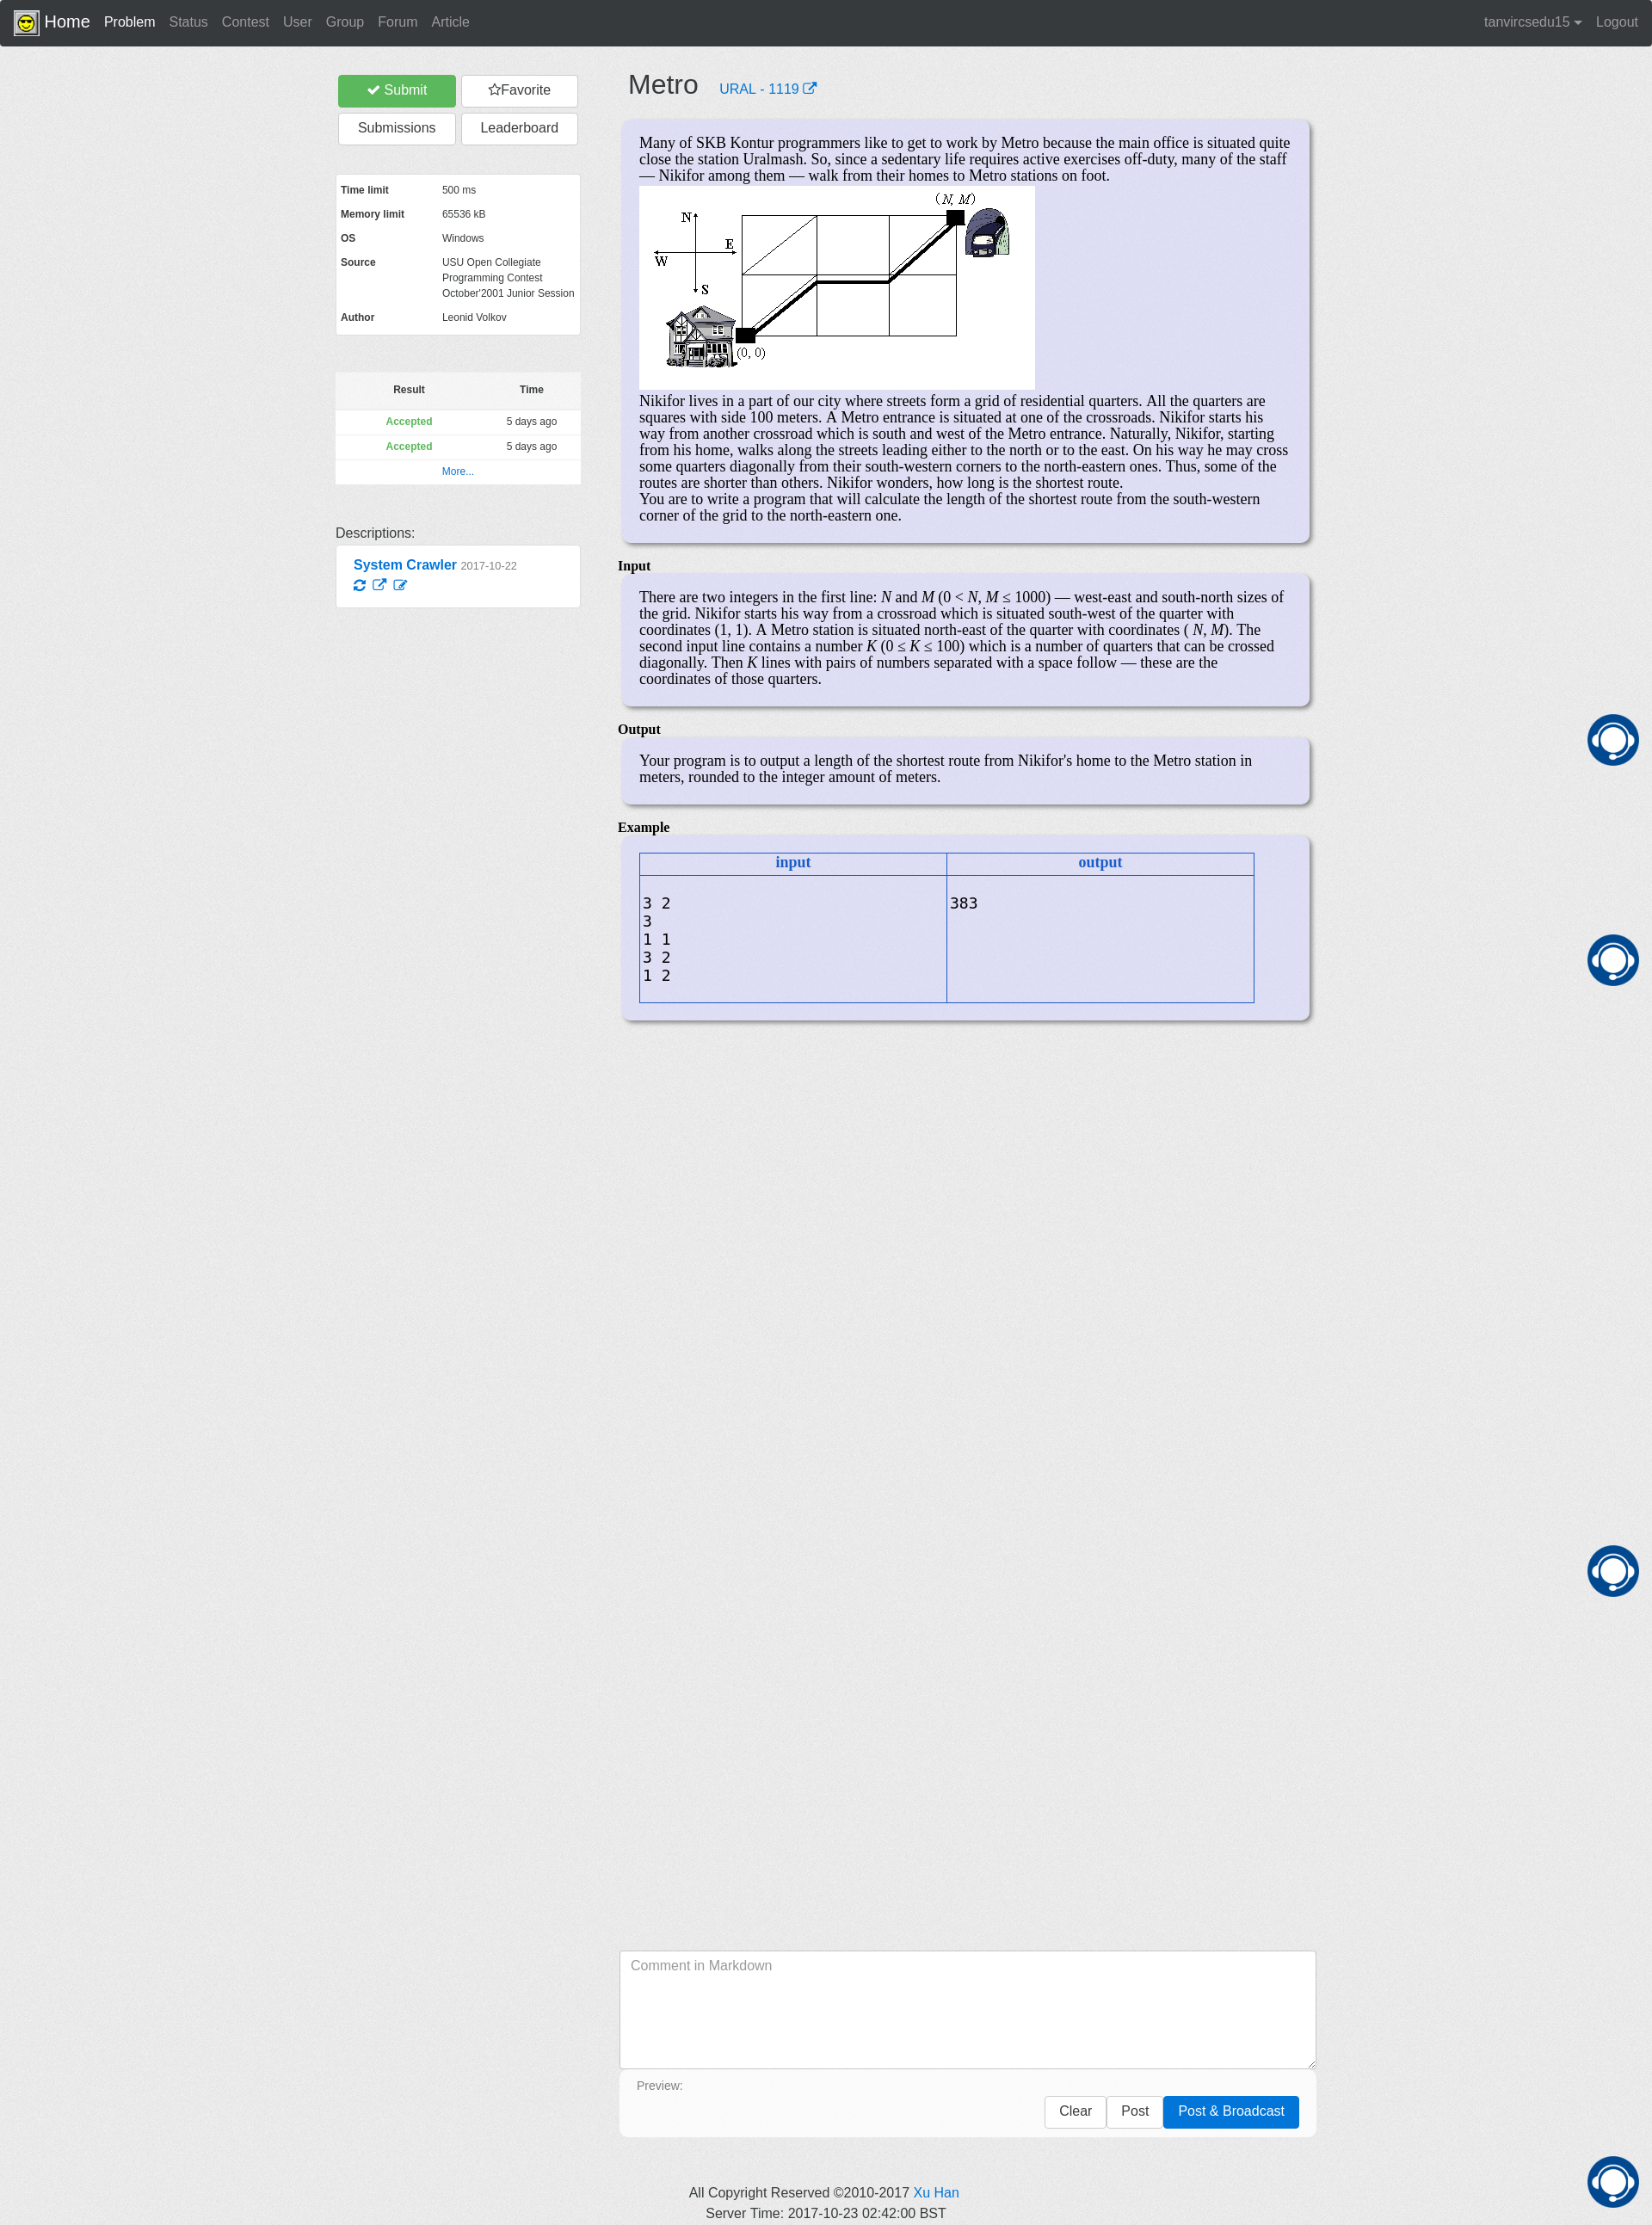 Home Problem Status Contest User Group Forum Article tanvircsedu15 Logout
Submit Favorite
Submissions Leaderboard
Time limit 500 ms
Memory limit 65536 kB
OS Windows
Source USU Open Collegiate
Programming Contest
October'2001 Junior Session
Author Leonid Volkov
Result Time
Accepted 5 days ago
Accepted 5 days ago
More...
Descriptions:
System Crawler 2017-10-22
Metro URAL - 1119
Many of SKB Kontur programmers like to get to work by Metro because the main office is situated quite
close the station Uralmash. So, since a sedentary life requires active exercises off-duty, many of the staff
— Nikifor among them — walk from their homes to Metro stations on foot.
(N, M)
N
E
W
S
(0, 0)
Nikifor lives in a part of our city where streets form a grid of residential quarters. All the quarters are
squares with side 100 meters. A Metro entrance is situated at one of the crossroads. Nikifor starts his
way from another crossroad which is south and west of the Metro entrance. Naturally, Nikifor, starting
from his home, walks along the streets leading either to the north or to the east. On his way he may cross
some quarters diagonally from their south-western corners to the north-eastern ones. Thus, some of the
routes are shorter than others. Nikifor wonders, how long is the shortest route.
You are to write a program that will calculate the length of the shortest route from the south-western
corner of the grid to the north-eastern one.
Input
There are two integers in the first line: N and M (0 < N, M ≤ 1000) — west-east and south-north sizes of
the grid. Nikifor starts his way from a crossroad which is situated south-west of the quarter with
coordinates (1, 1). A Metro station is situated north-east of the quarter with coordinates ( N, M). The
second input line contains a number K (0 ≤ K ≤ 100) which is a number of quarters that can be crossed
diagonally. Then K lines with pairs of numbers separated with a space follow — these are the
coordinates of those quarters.
Output
Your program is to output a length of the shortest route from Nikifor's home to the Metro station in
meters, rounded to the integer amount of meters.
Example
input output
3 2 383
3
1 1
3 2
1 2
Comment in Markdown
Preview:
Clear Post Post & Broadcast
All Copyright Reserved ©2010-2017 Xu Han
Server Time: 2017-10-23 02:42:00 BST